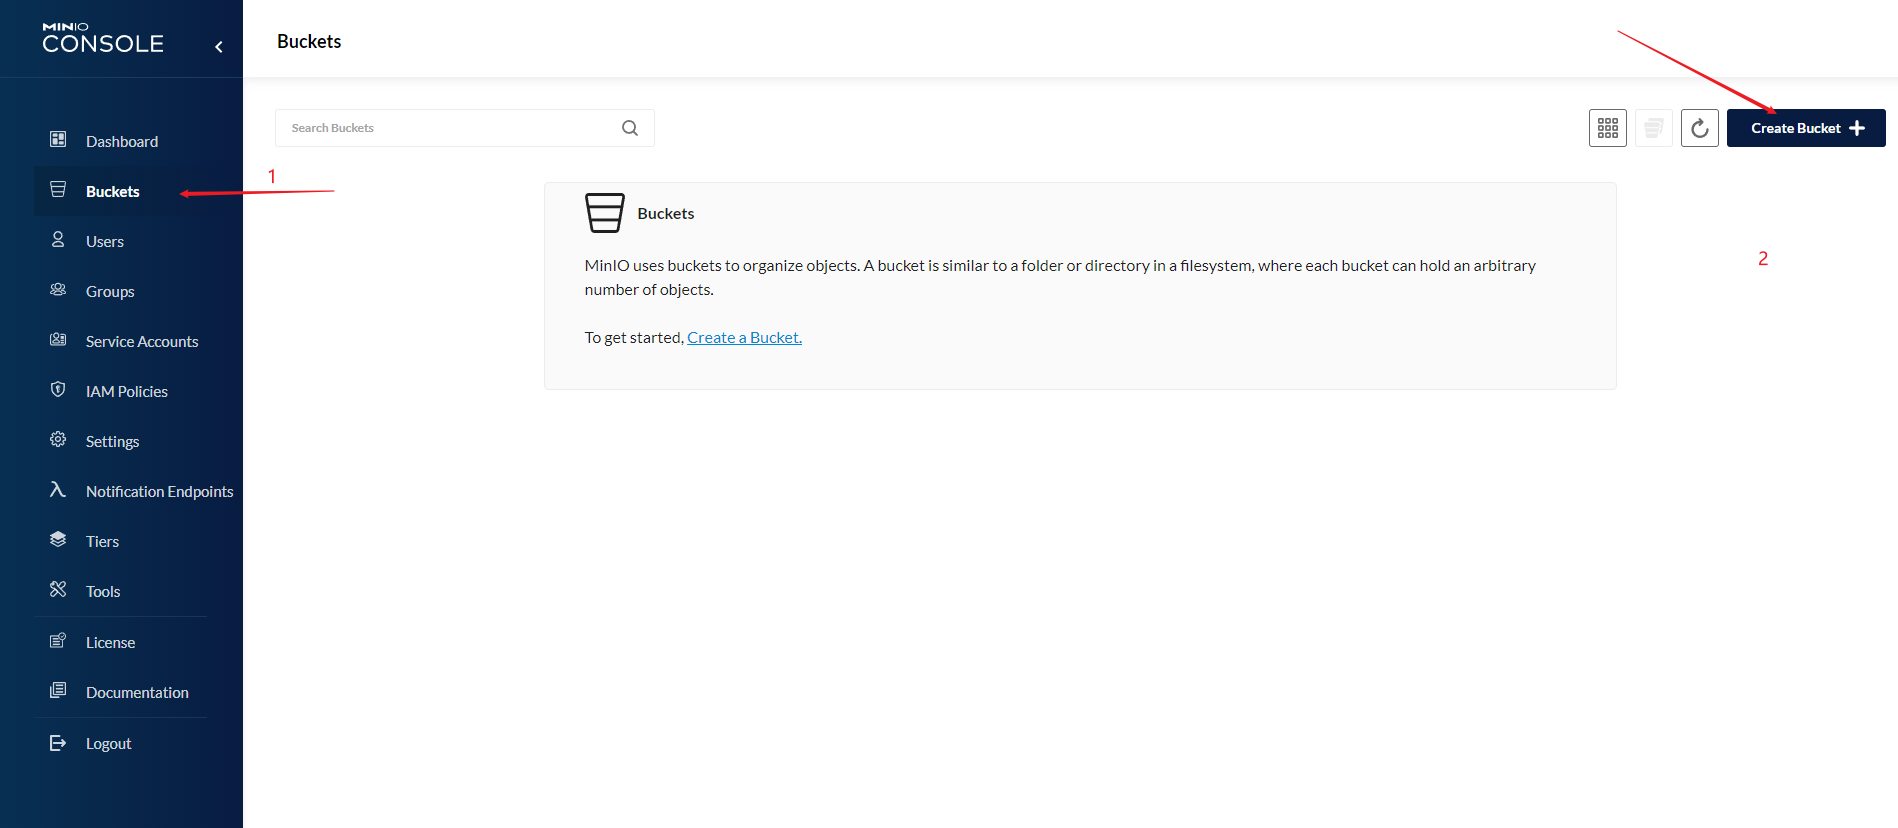 MINIO
CONSOLE
Buckets
Dashboard
Buckets
1
Users
Groups
Service Accounts
IAM Policies
Settings
Notification Endpoints
Tiers
Tools
License
Documentation
Logout
Search Buckets
Create Bucket
2
Buckets
MinIO uses buckets to organize objects. A bucket is similar to a folder or directory in a filesystem, where each bucket can hold an arbitrary
number of objects.
To get started, Create a Bucket.